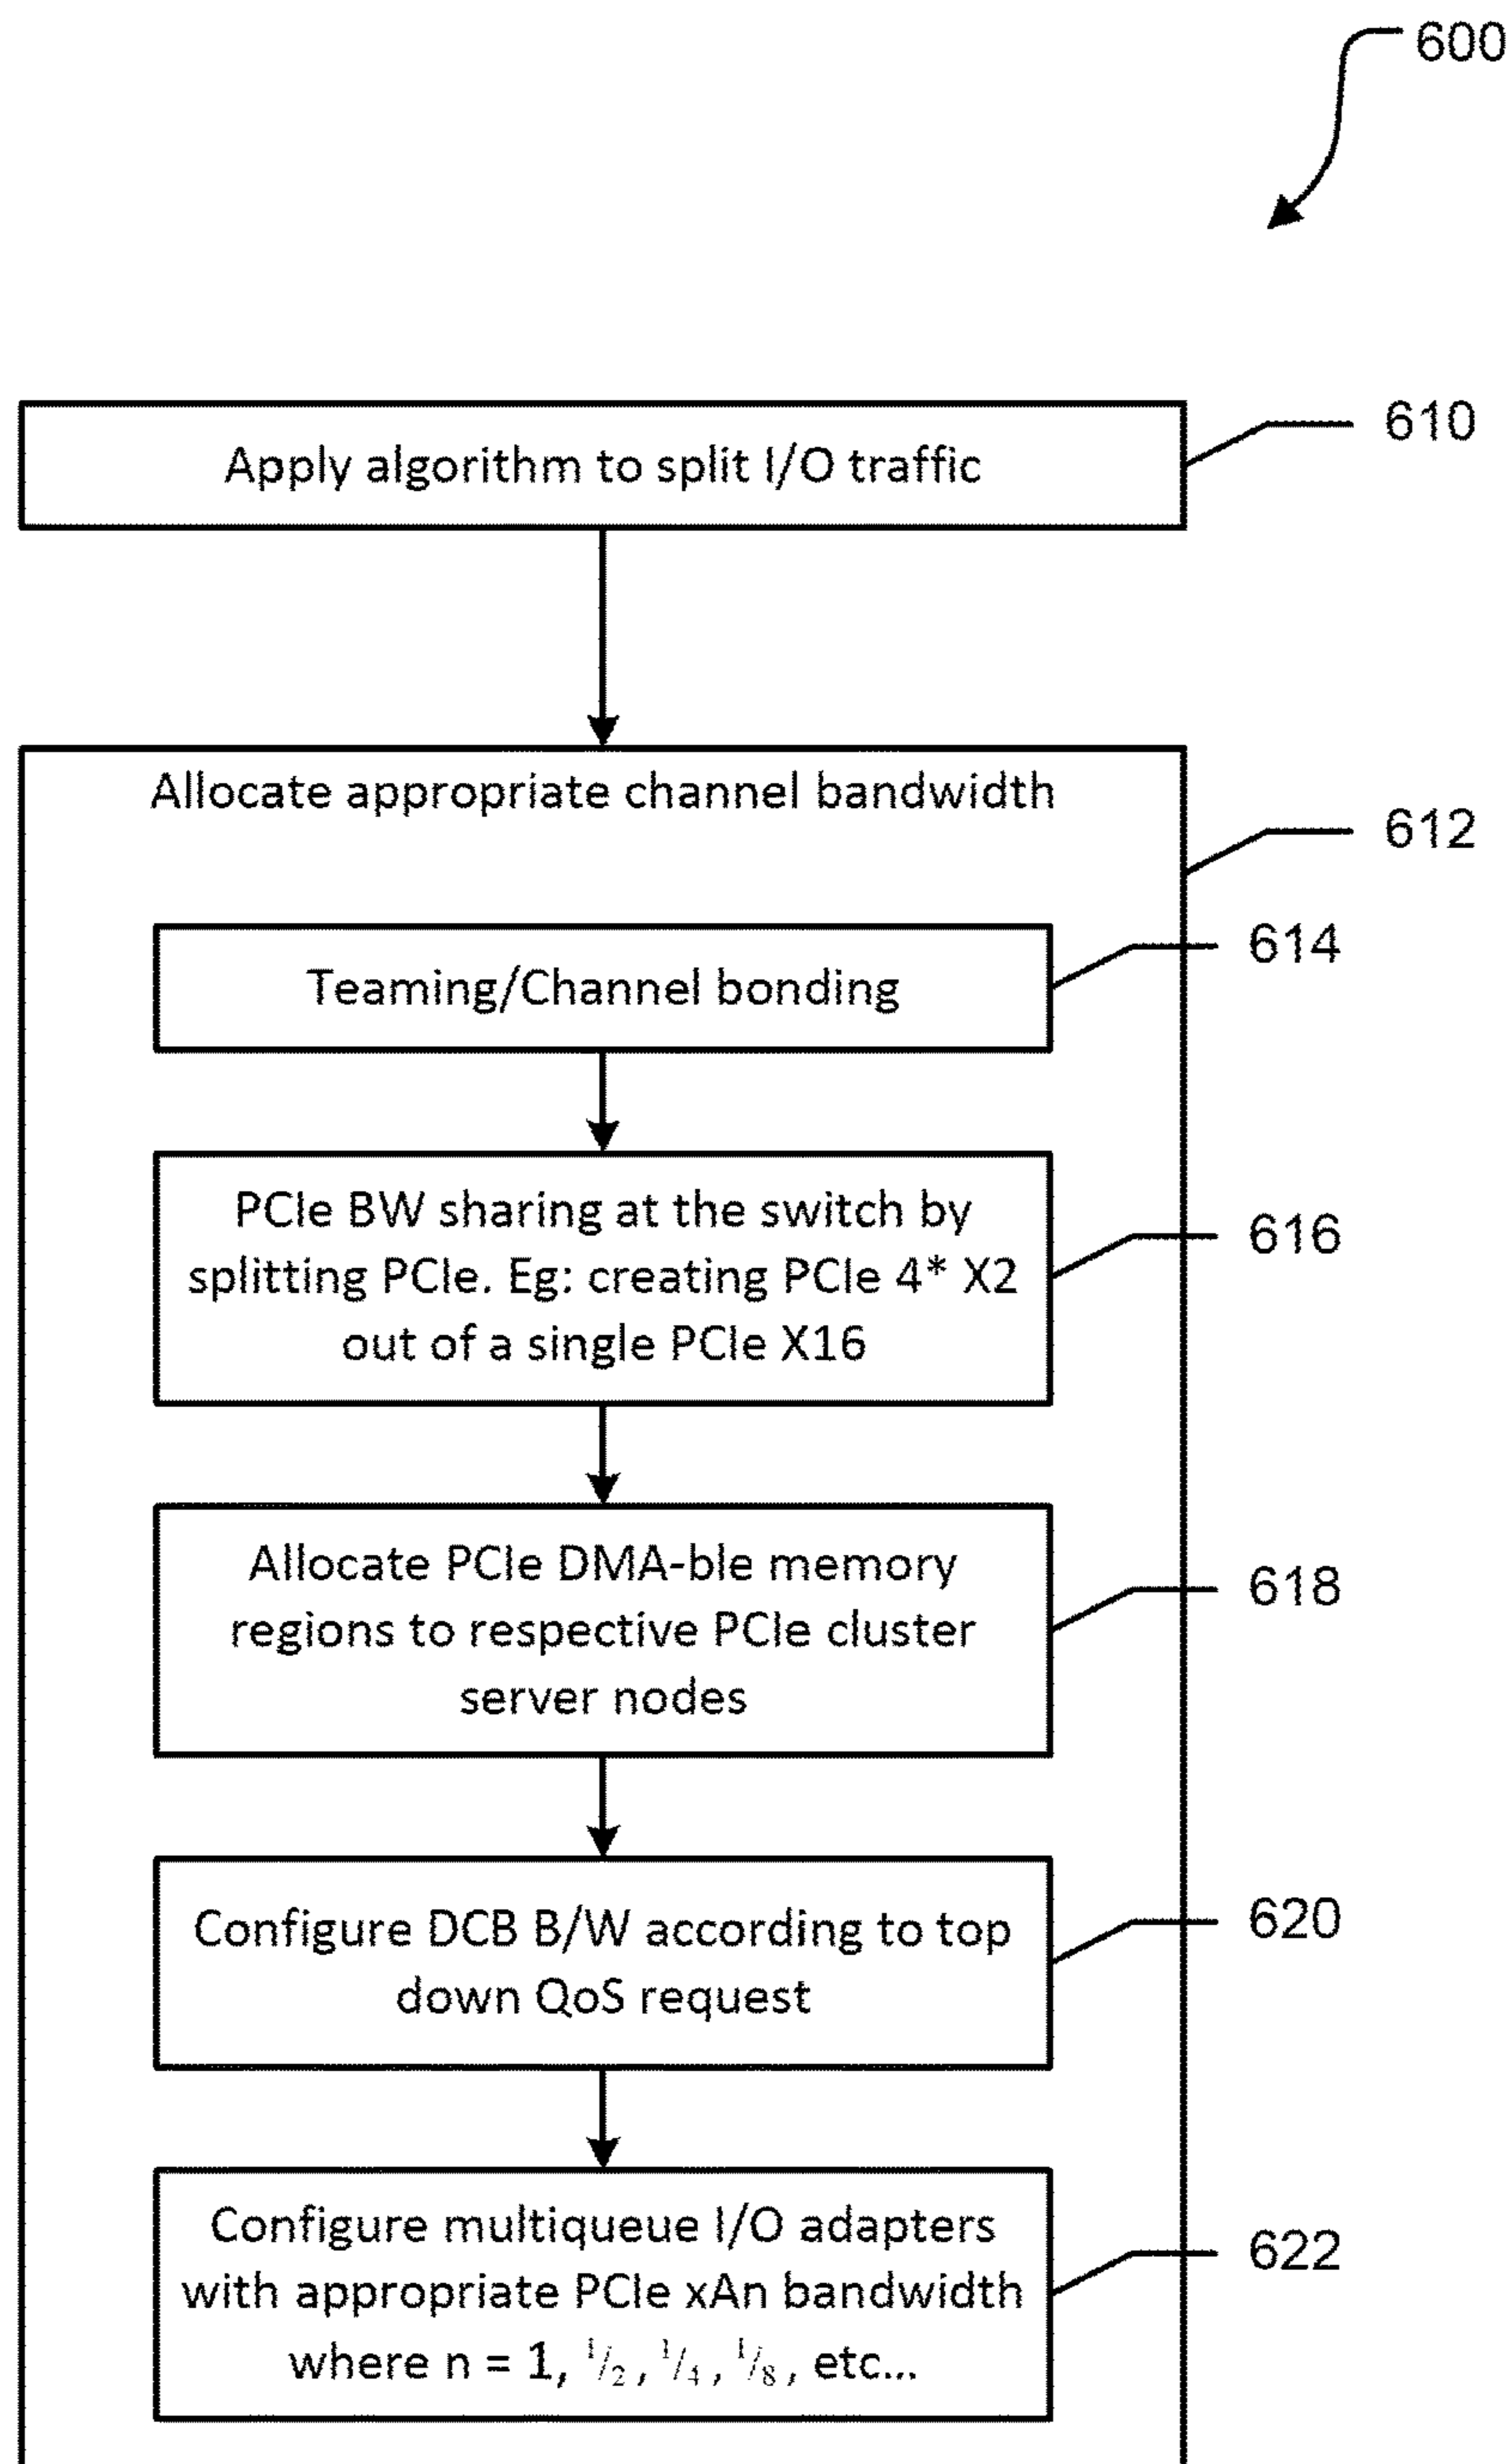 600
Apply algorithm to split I/O traffic
610
Allocate appropriate channel bandwidth
612
Teaming/Channel bonding
614
PCIe BW sharing at the switch by
splitting PCIe. Eg: creating PCIe 4* X2
out of a single PCIe X16
616
Allocate PCIe DMA-ble memory
regions to respective PCIe cluster
server nodes
618
Configure DCB B/W according to top
down QoS request
620
Configure multiqueue I/O adapters
with appropriate PCIe xAn bandwidth
where n = 1, 1/2, 1/4, 1/8, etc...
622